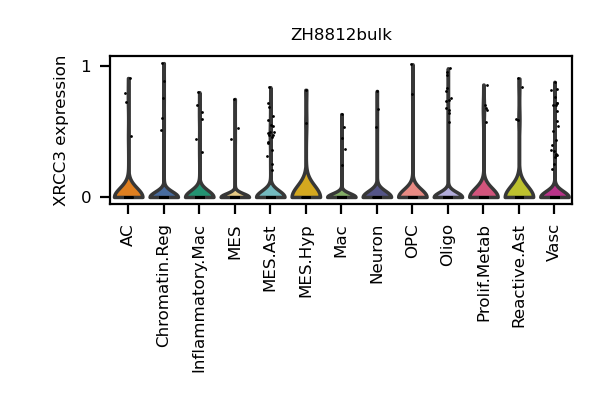 ZH8812bulk
XRCC3 expression
1
0
AC
Chromatin.Reg
Inflammatory.Mac
MES
MES.Ast
MES.Hyp
Mac
Neuron
OPC
Oligo
Prolif.Metab
Reactive.Ast
Vasc